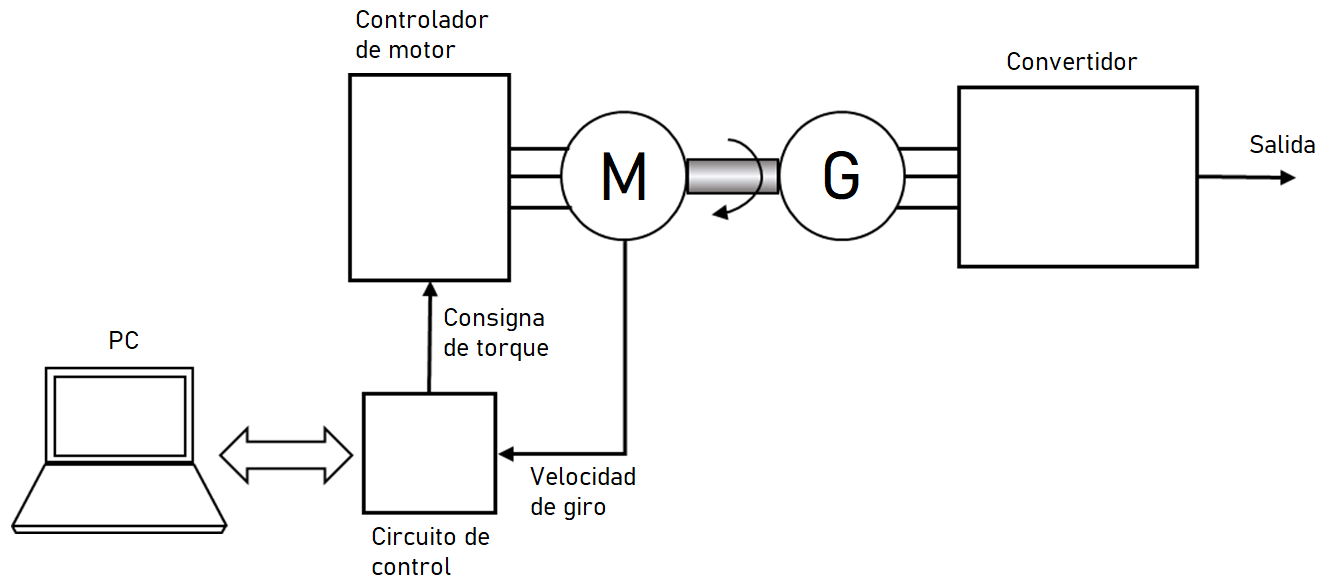 Controlador
de motor
Convertidor
M
G
Salida
Consigna
de torque
PC
Velocidad
de giro
Circuito de
control